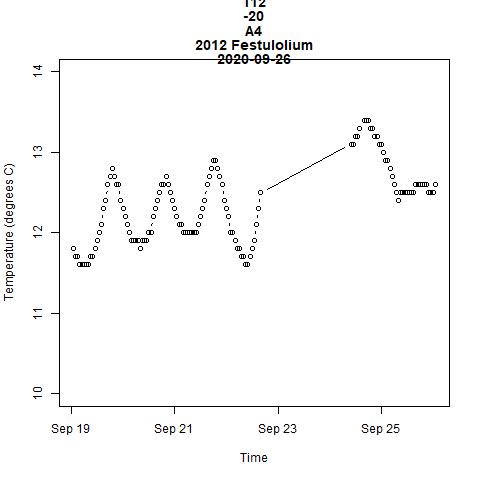 T12
-20
A4
2012 Festulolium
2020-09-26
14
13
12
11
10
Temperature (degrees C)
Sep 19
Sep 21
Sep 23
Sep 25
Time